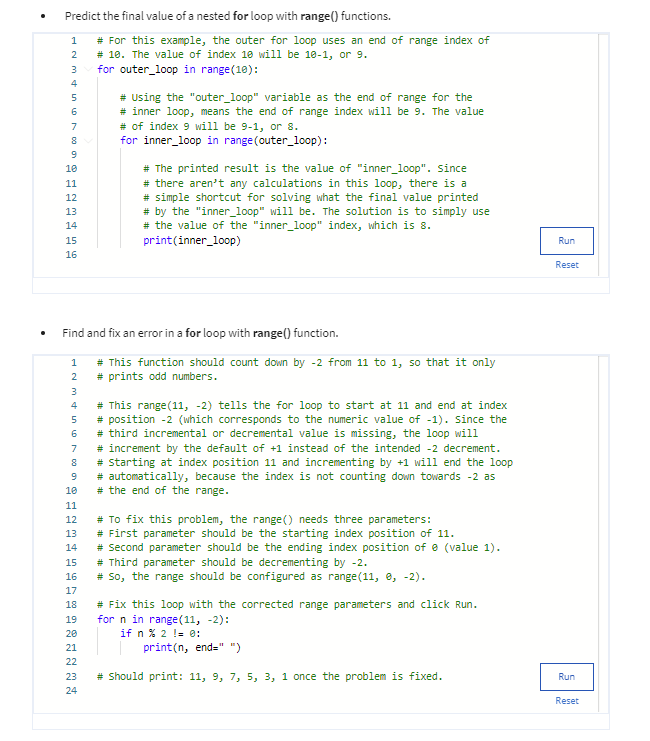 • Predict the final value of a nested for loop with range() functions.
1 # For this example, the outer for loop uses an end of range index of
2 # 10. The value of index 10 will be 10-1, or 9.
3 for outer_loop in range(10):
4
5 # Using the "outer_loop" variable as the end of range for the
6 # inner loop, means the end of range index will be 9. The value
7 # of index 9 will be 9-1, or 8.
8 for inner_loop in range(outer_loop):
9
10 # The printed result is the value of "inner_loop". Since
11 # there aren't any calculations in this loop, there is a
12 # simple shortcut for solving what the final value printed
13 # by the "inner_loop" will be. The solution is to simply use
14 # the value of the "inner_loop" index, which is 8.
15 print(inner_loop)
16
Run
Reset
• Find and fix an error in a for loop with range() function.
1 # This function should count down by -2 from 11 to 1, so that it only
2 # prints odd numbers.
3
4 # This range(11, -2) tells the for loop to start at 11 and end at index
5 # position -2 (which corresponds to the numeric value of -1). Since the
6 # third incremental or decremental value is missing, the loop will
7 # increment by the default of +1 instead of the intended -2 decrement.
8 # Starting at index position 11 and incrementing by +1 will end the loop
9 # automatically, because the index is not counting down towards -2 as
10 # the end of the range.
11
12 # To fix this problem, the range() needs three parameters:
13 # First parameter should be the starting index position of 11.
14 # Second parameter should be the ending index position of 0 (value 1).
15 # Third parameter should be decrementing by -2.
16 # So, the range should be configured as range(11, 0, -2).
17
18 # Fix this loop with the corrected range parameters and click Run.
19 for n in range(11, -2):
20 if n % 2 != 0:
21 print(n, end=" ")
22
23 # Should print: 11, 9, 7, 5, 3, 1 once the problem is fixed.
24
Run
Reset